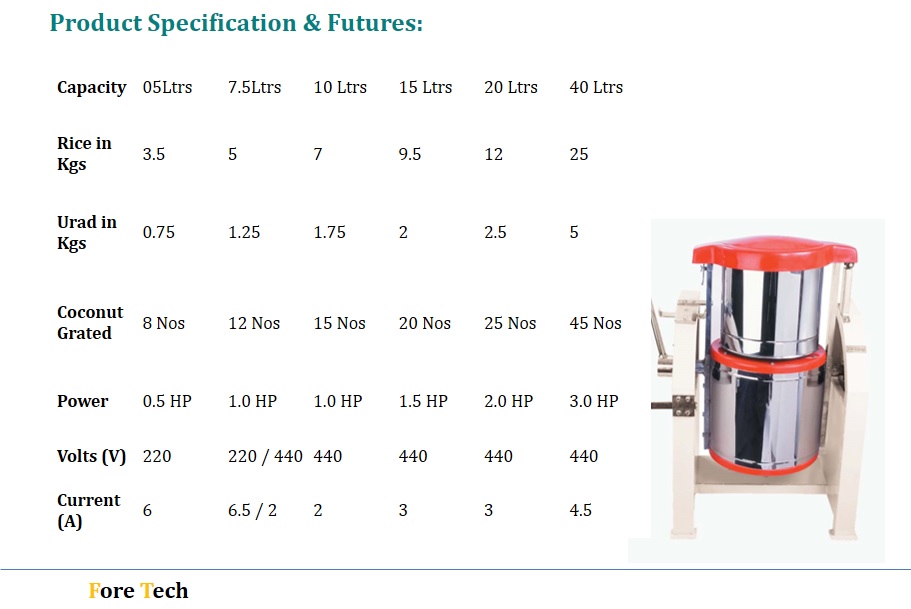 Product Specification & Futures:
Capacity 05Ltrs 7.5Ltrs 10 Ltrs 15 Ltrs 20 Ltrs 40 Ltrs
Rice in
Kgs 3.5 5 7 9.5 12 25
Urad in
Kgs 0.75 1.25 1.75 2 2.5 5
Coconut
Grated 8 Nos 12 Nos 15 Nos 20 Nos 25 Nos 45 Nos
Power 0.5 HP 1.0 HP 1.0 HP 1.5 HP 2.0 HP 3.0 HP
Volts (V) 220 220 / 440 440 440 440 440
Current
(A) 6 6.5 / 2 2 3 3 4.5
Fore Tech